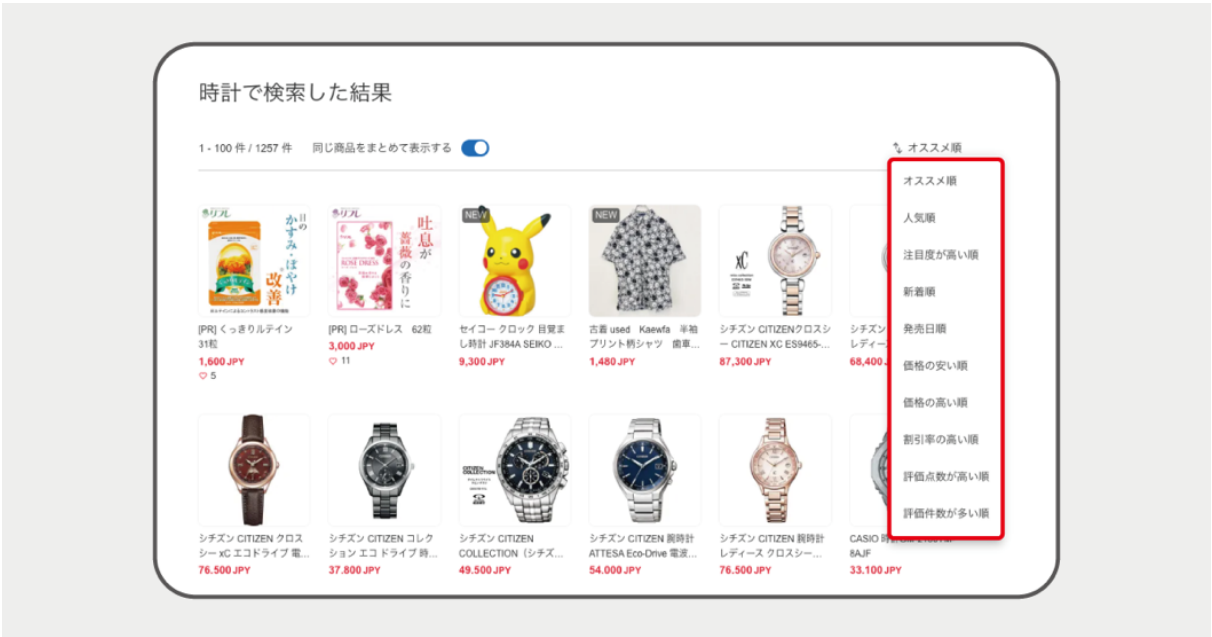 時計で検索した結果
1 - 100 件 / 1257 件 同じ商品をまとめて表示する
オススメ順
オススメ順
人気順
注目度が高い順
新着順
発売日順
価格の安い順
価格の高い順
割引率の高い順
評価点数が高い順
評価件数が多い順
リフレ
目の
かすみ・ぼやけ
改善
[PR] くっきりルテイン
31粒
1,600 JPY
5
リフレ
吐息が
薔薇の香りに
ROSE DRESS
[PR] ローズドレス 62粒
3,000 JPY
11
NEW
セイコー クロック 目覚ま
し時計 JF384A SEIKO ...
9,300 JPY
NEW
古着 used Kaewfa 半袖
プリント柄シャツ 歯車...
1,480 JPY
xC
シチズン CITIZENクロスシ
ー CITIZEN XC ES9465-...
87,300 JPY
シチズン
レディー
68,400
シチズン CITIZEN クロス
シー xC エコドライブ 電...
76.500 JPY
シチズン CITIZEN コレク
ション エコ ドライブ 時...
37.800 JPY
CITIZEN
COLLECTION
シチズン CITIZEN
COLLECTION（シチズ...
49.500 JPY
シチズン CITIZEN 腕時計
ATTESA Eco-Drive 電波...
54.000 JPY
シチズン CITIZEN 腕時計
レディース クロスシー...
76.500 JPY
CASIO
8AJF
33.100 JPY